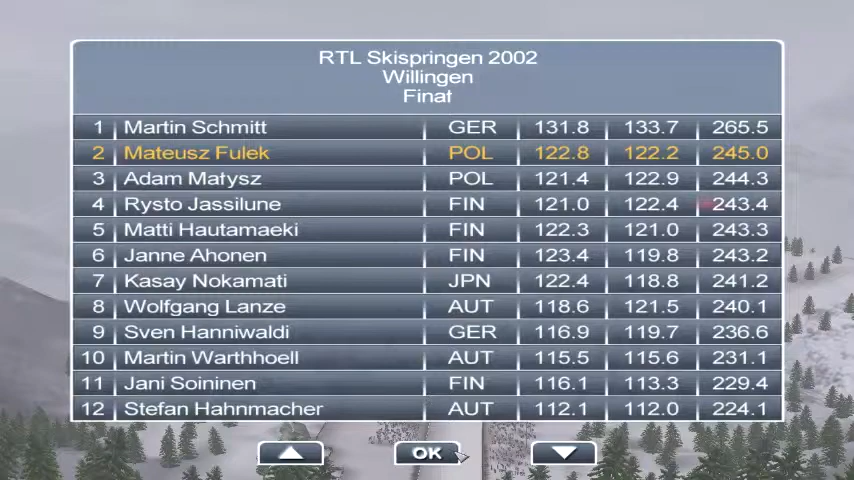 RTL Skispringen 2002
Willingen
Finał
1 Martin Schmitt GER 131.8 133.7 265.5
2 Mateusz Fulek POL 122.8 122.2 245.0
3 Adam Małysz POL 121.4 122.9 244.3
4 Rysto Jassilune FIN 121.0 122.4 243.4
5 Matti Hautamaeki FIN 122.3 121.0 243.3
6 Janne Ahonen FIN 123.4 119.8 243.2
7 Kasay Nokamati JPN 122.4 118.8 241.2
8 Wolfgang Lanze AUT 118.6 121.5 240.1
9 Sven Hanniwaldi GER 116.9 119.7 236.6
10 Martin Warthhoell AUT 115.5 115.6 231.1
11 Jani Soininen FIN 116.1 113.3 229.4
12 Stefan Hahnmacher AUT 112.1 112.0 224.1
OK